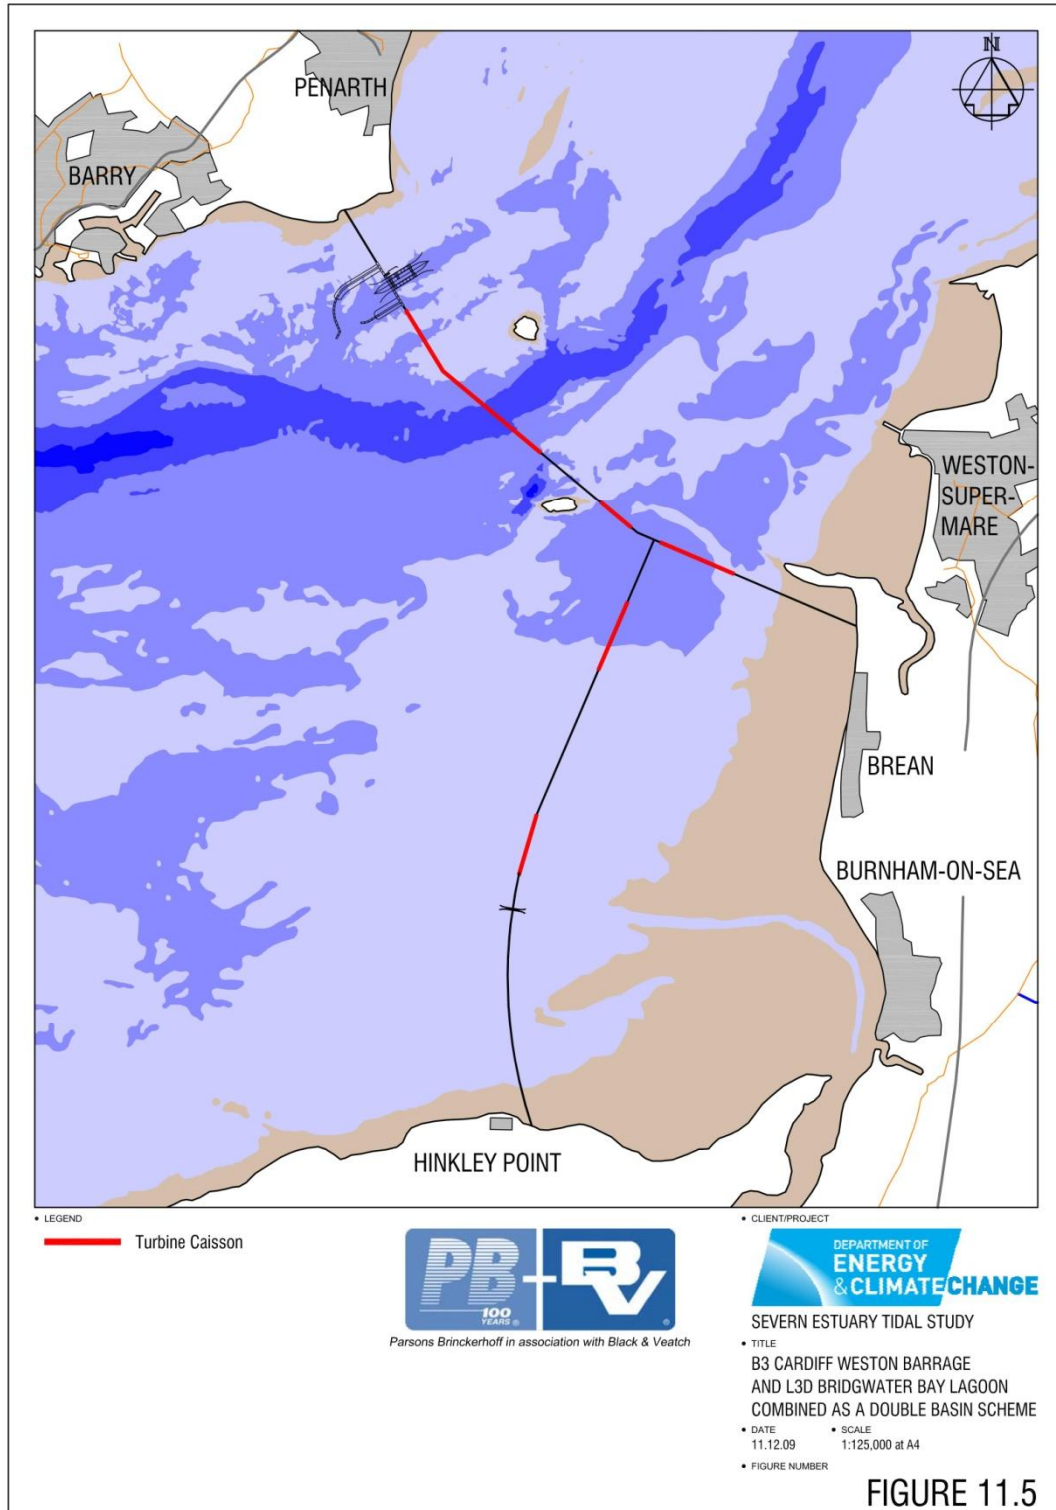 N
PENARTH
BARRY
WESTON-
SUPER-
MARE
BREAN
BURNHAM-ON-SEA
HINKLEY POINT
• LEGEND
Turbine Caisson
PB + BV
100
YEARS ®
®
Parsons Brinckerhoff in association with Black & Veatch
• CLIENT/PROJECT
DEPARTMENT OF
ENERGY
& CLIMATE CHANGE
SEVERN ESTUARY TIDAL STUDY
• TITLE
B3 CARDIFF WESTON BARRAGE
AND L3D BRIDGWATER BAY LAGOON
COMBINED AS A DOUBLE BASIN SCHEME
• DATE • SCALE
11.12.09 1:125,000 at A4
• FIGURE NUMBER
FIGURE 11.5